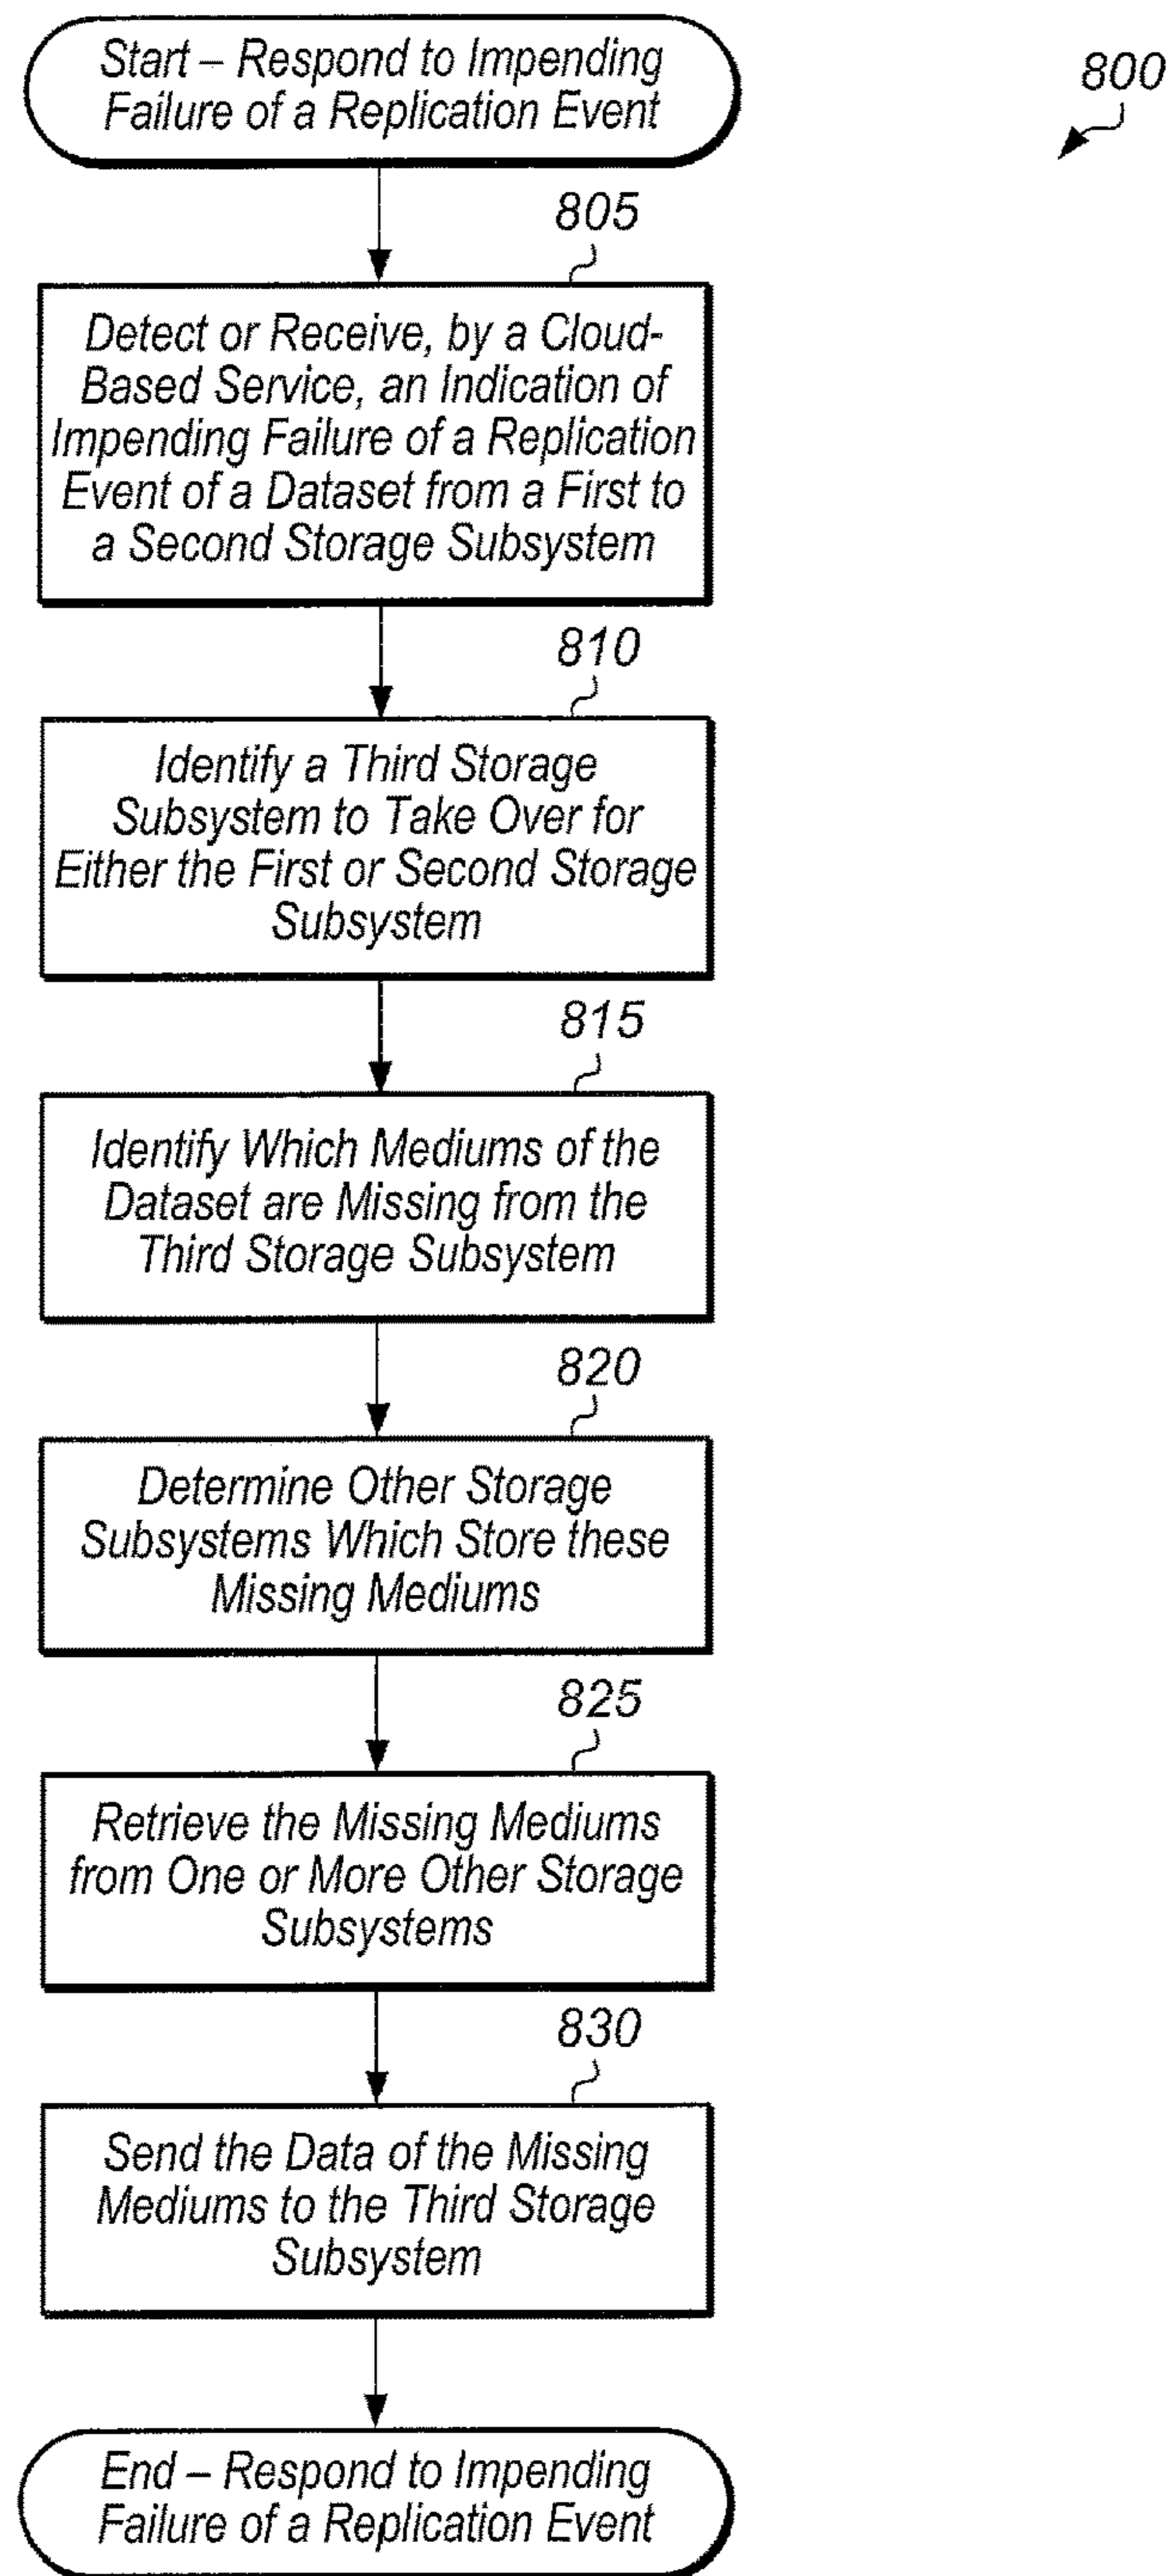 Start – Respond to Impending
Failure of a Replication Event
800
805
Detect or Receive, by a Cloud-
Based Service, an Indication of
Impending Failure of a Replication
Event of a Dataset from a First to
a Second Storage Subsystem
810
Identify a Third Storage
Subsystem to Take Over for
Either the First or Second Storage
Subsystem
815
Identify Which Mediums of the
Dataset are Missing from the
Third Storage Subsystem
820
Determine Other Storage
Subsystems Which Store these
Missing Mediums
825
Retrieve the Missing Mediums
from One or More Other Storage
Subsystems
830
Send the Data of the Missing
Mediums to the Third Storage
Subsystem
End – Respond to Impending
Failure of a Replication Event